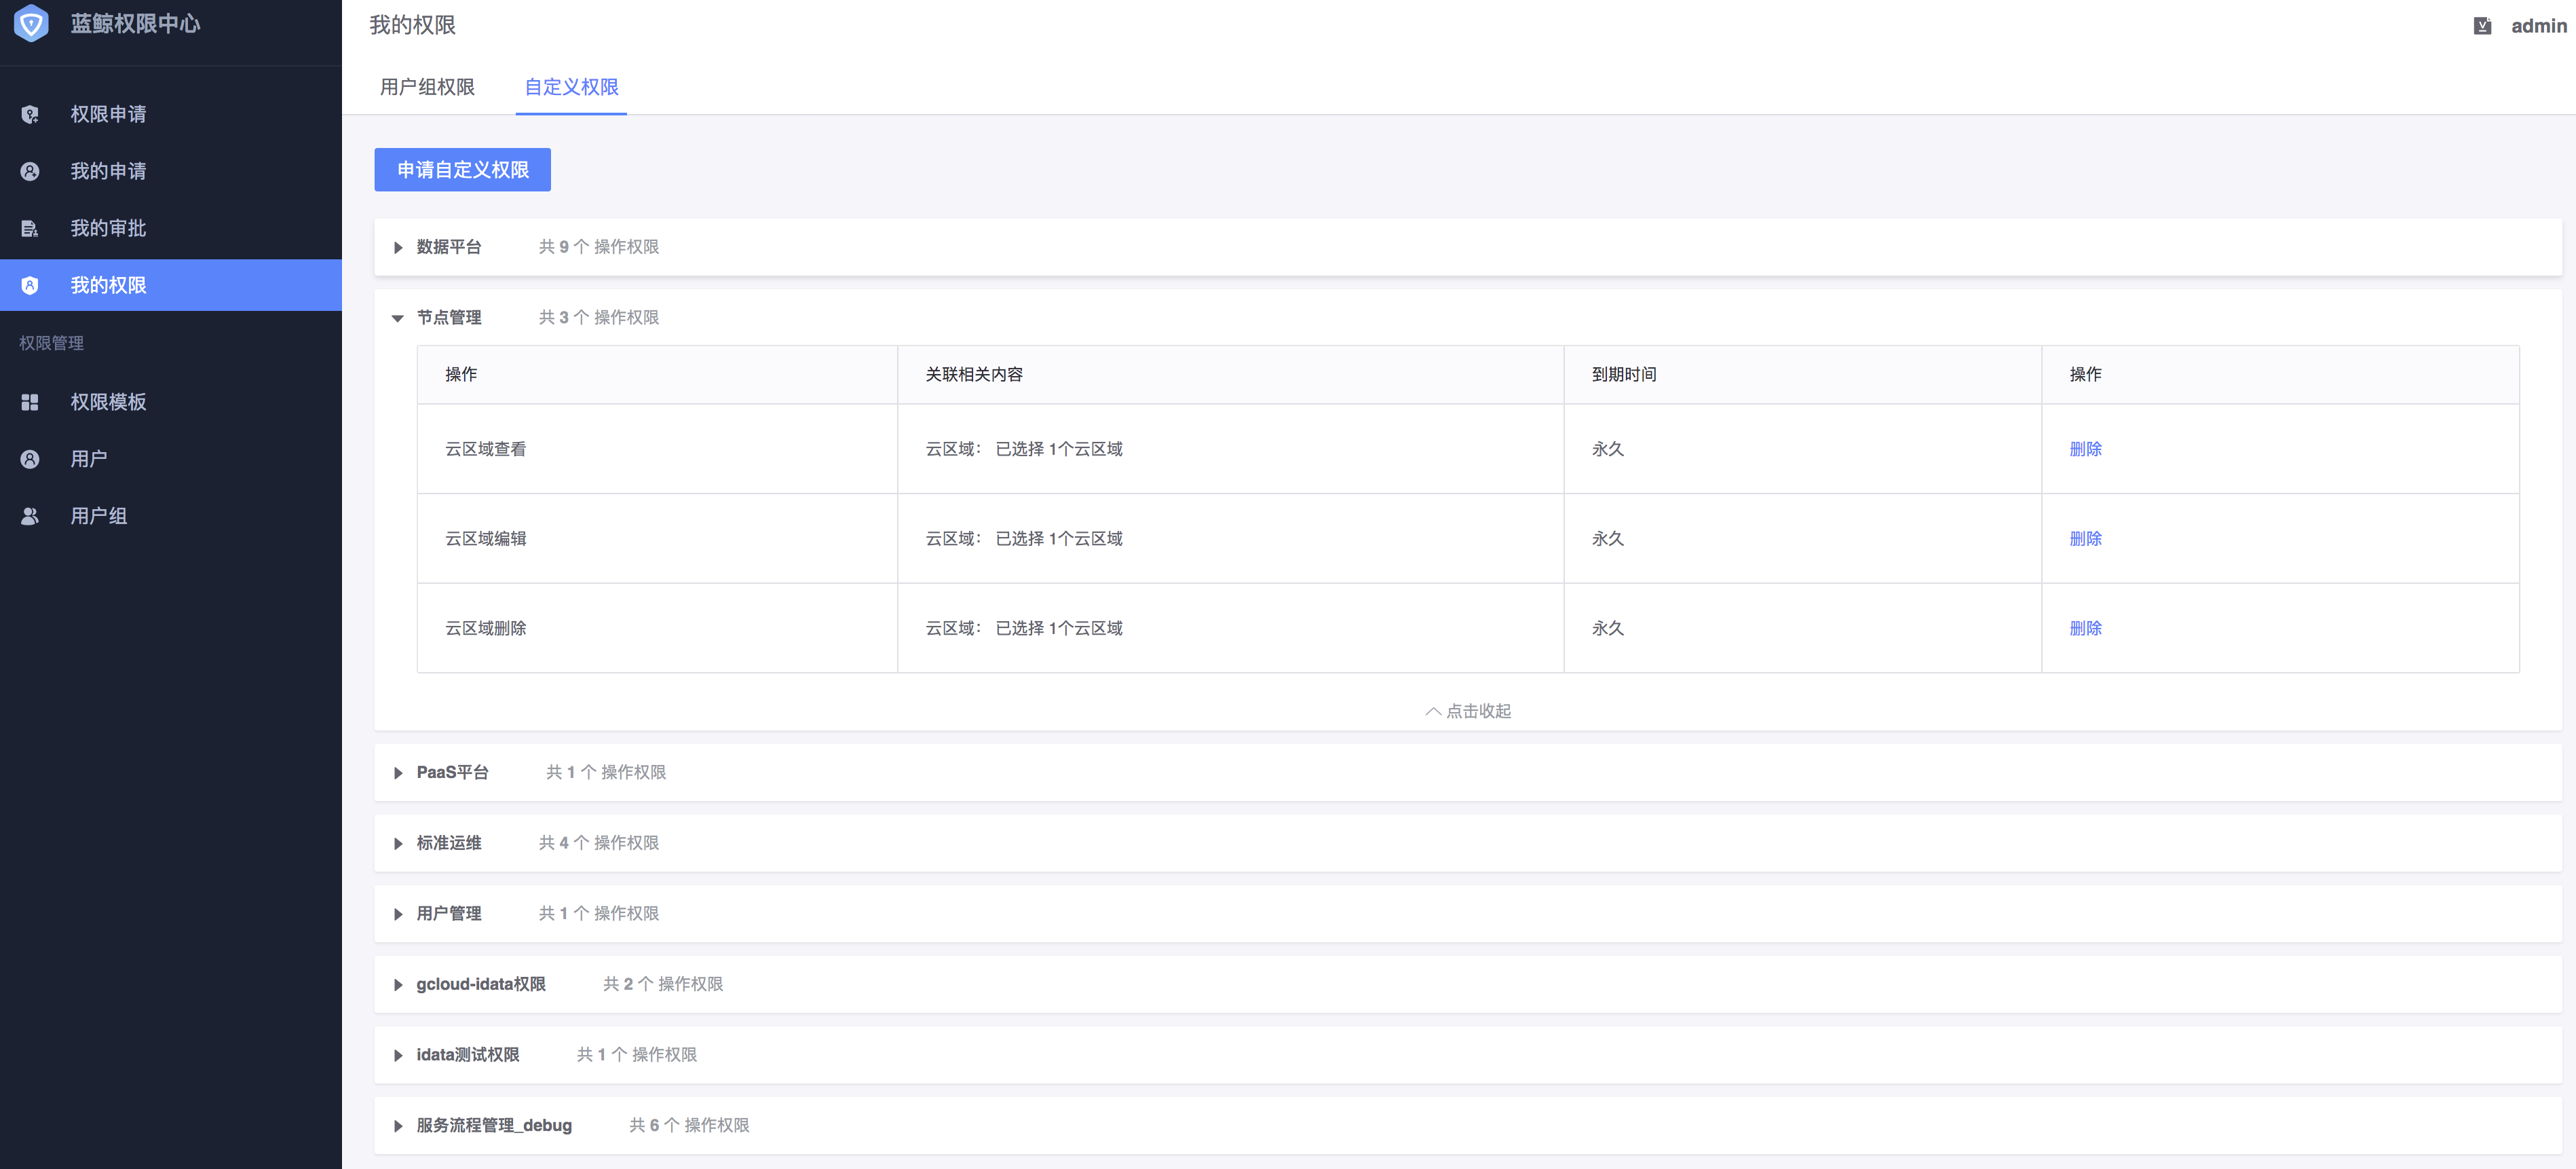 蓝鲸权限中心
权限申请
我的申请
我的审批
我的权限
权限管理
权限模板
用户
用户组
我的权限
admin
用户组权限 自定义权限
申请自定义权限
数据平台 共 9 个 操作权限
节点管理 共 3 个 操作权限
操作 关联相关内容 到期时间 操作
云区域查看 云区域： 已选择 1个云区域 永久 删除
云区域编辑 云区域： 已选择 1个云区域 永久 删除
云区域删除 云区域： 已选择 1个云区域 永久 删除
点击收起
PaaS平台 共 1 个 操作权限
标准运维 共 4 个 操作权限
用户管理 共 1 个 操作权限
gcloud-idata权限 共 2 个 操作权限
idata测试权限 共 1 个 操作权限
服务流程管理_debug 共 6 个 操作权限